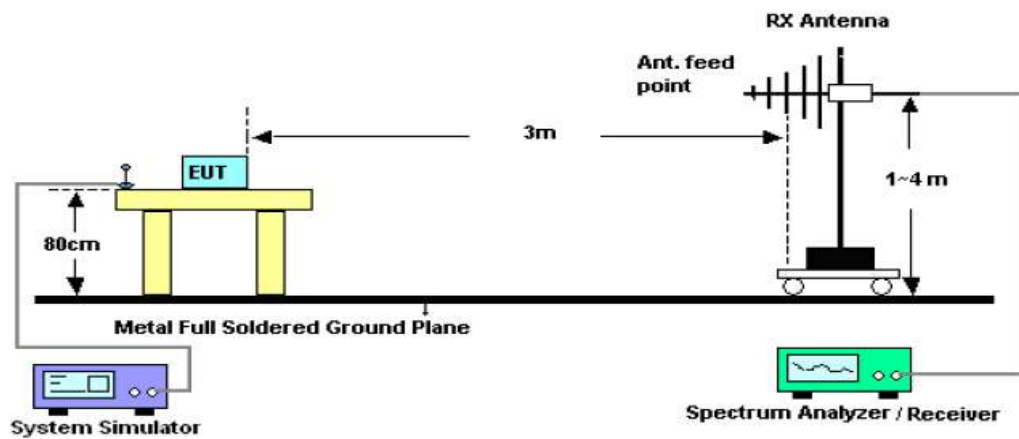 RX Antenna
Ant. feed
point
3m
EUT
1~4 m
80cm
Metal Full Soldered Ground Plane
System Simulator
Spectrum Analyzer / Receiver